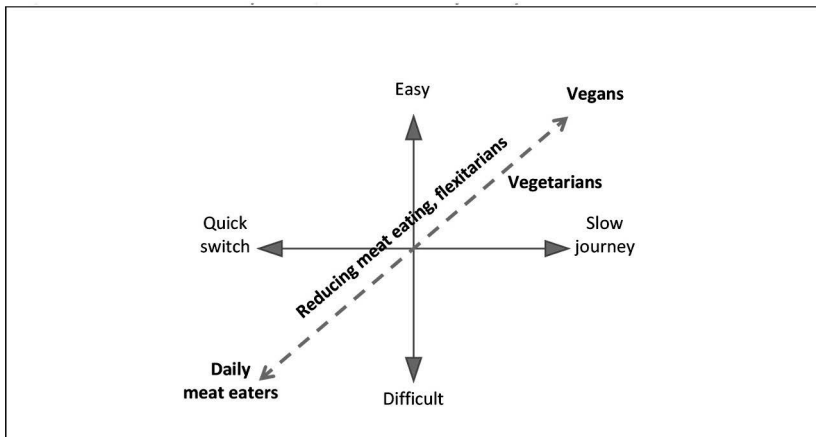 Easy
Vegans
Reducing meat eating, flexitarians
Vegetarians
Quick
switch
Slow
journey
Daily
meat eaters
Difficult